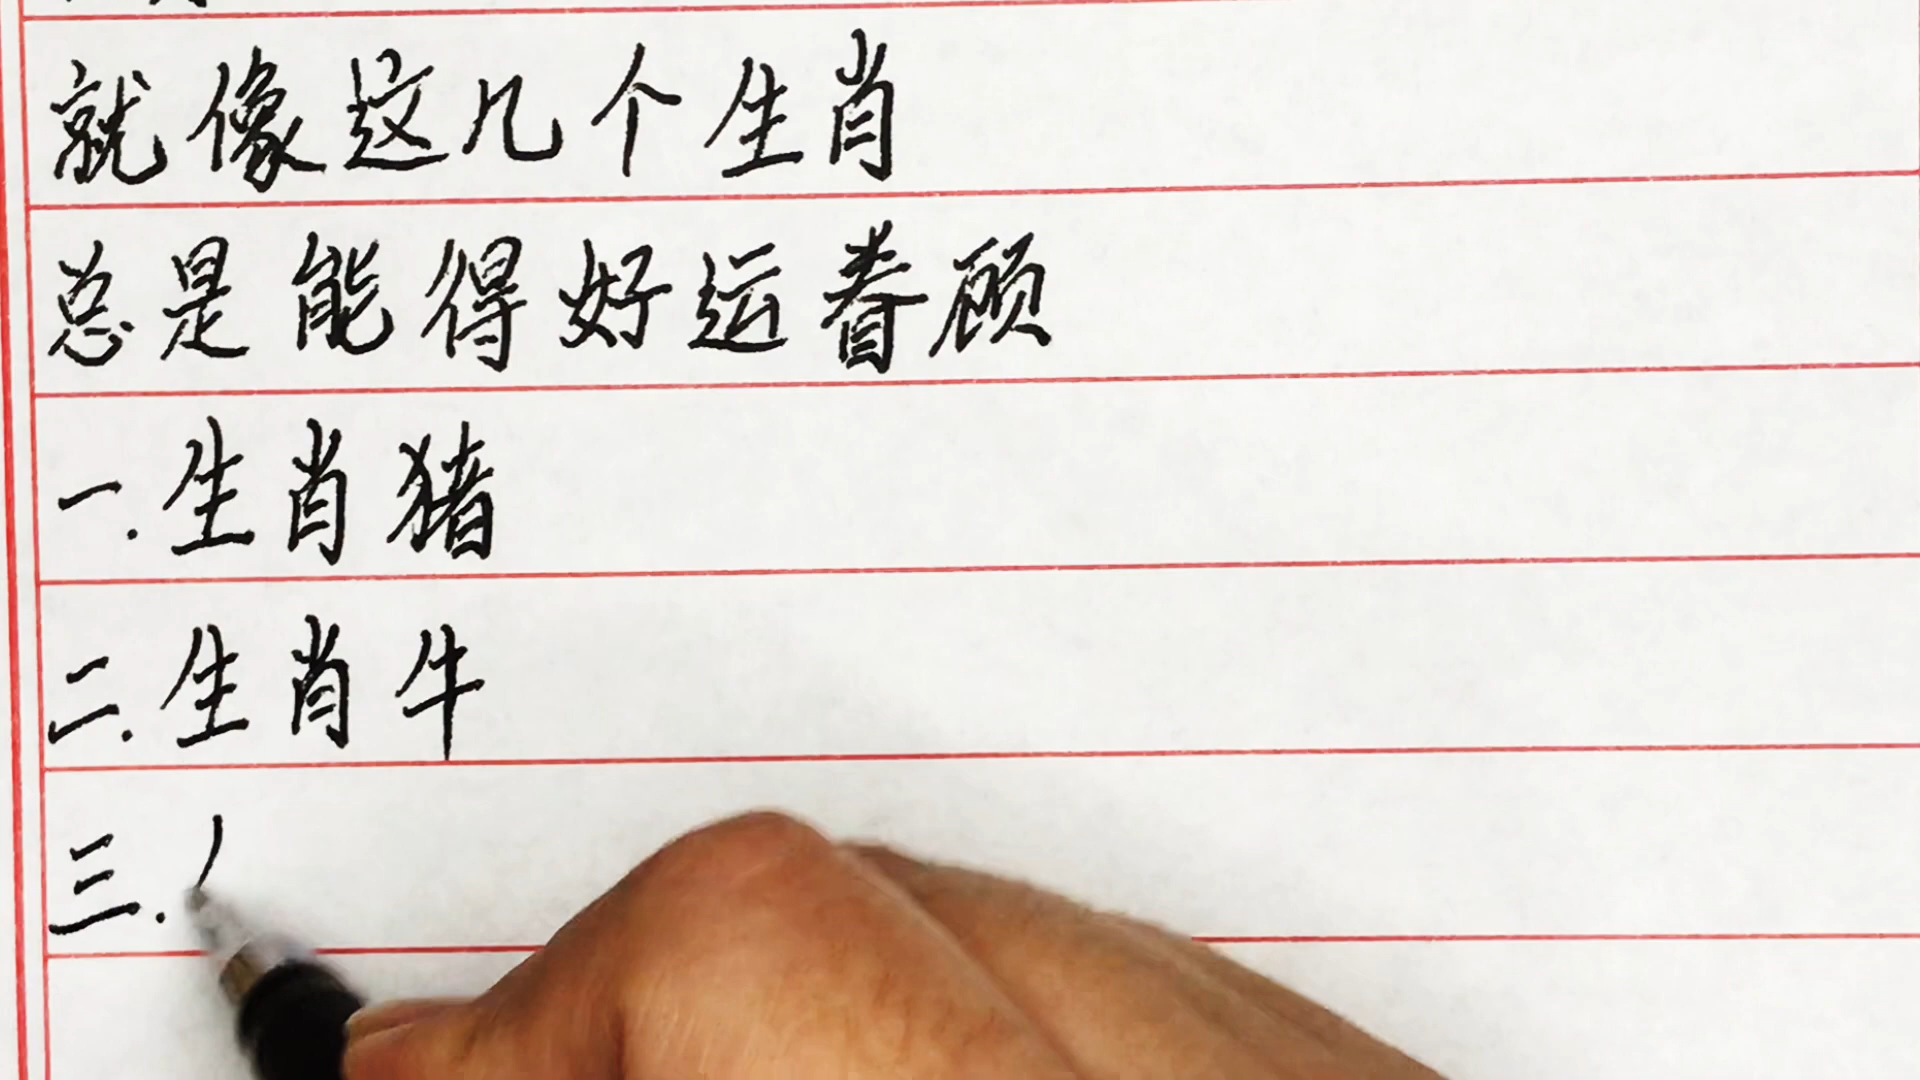 就像这几个生肖
总是能得好运眷顾
一.生肖猪
二.生肖牛
三.